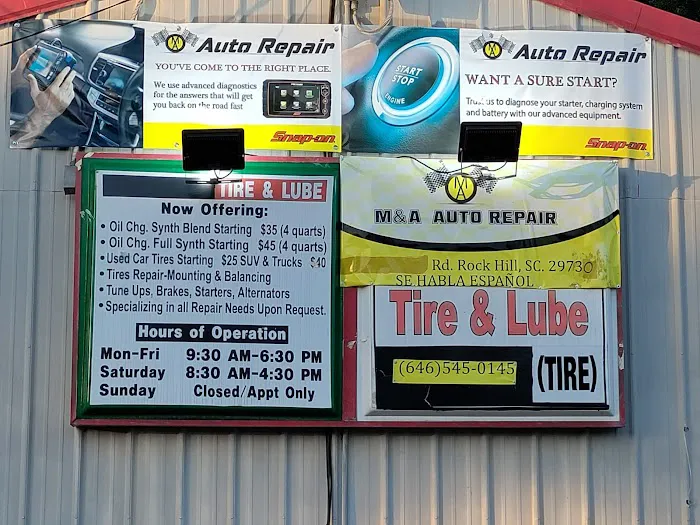 M A Auto Repair
YOU'VE COME TO THE RIGHT PLACE.
We use advanced diagnostics
for the answers that will get
you back on the road fast
Snap-on
START
STOP
ENGINE
M A Auto Repair
WANT A SURE START?
Trust us to diagnose your starter, charging system
and battery with our advanced equipment.
Snap-on
TIRE & LUBE
Now Offering:
• Oil Chg. Synth Blend Starting $35 (4 quarts)
• Oil Chg. Full Synth Starting $45 (4 quarts)
• Used Car Tires Starting $25 SUV & Trucks $40
• Tires Repair-Mounting & Balancing
• Tune Ups, Brakes, Starters, Alternators
• Specializing in all Repair Needs Upon Request.
Hours of Operation
Mon-Fri 9:30 AM-6:30 PM
Saturday 8:30 AM-4:30 PM
Sunday Closed/Appt Only
M A
M&A AUTO REPAIR
Rd. Rock Hill, SC. 29730
SE HABLA ESPAÑOL
Tire & Lube
(646)545-0145
(TIRE)